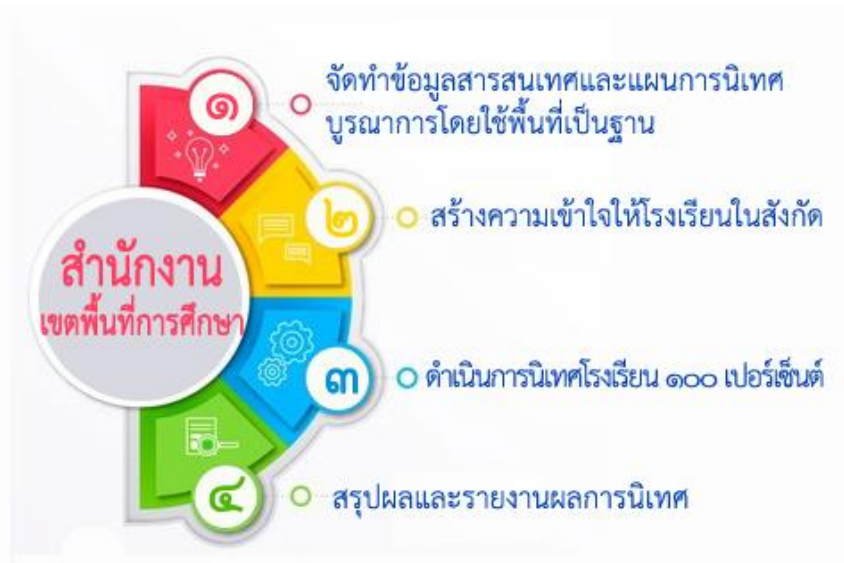 ๑
จัดทำข้อมูลสารสนเทศและแผนการนิเทศ
บูรณาการโดยใช้พื้นที่เป็นฐาน
๒
สร้างความเข้าใจให้โรงเรียนในสังกัด
สำนักงาน
เขตพื้นที่การศึกษา
๓
ดำเนินการนิเทศโรงเรียน ๑๐๐ เปอร์เซ็นต์
๔
สรุปผลและรายงานผลการนิเทศ